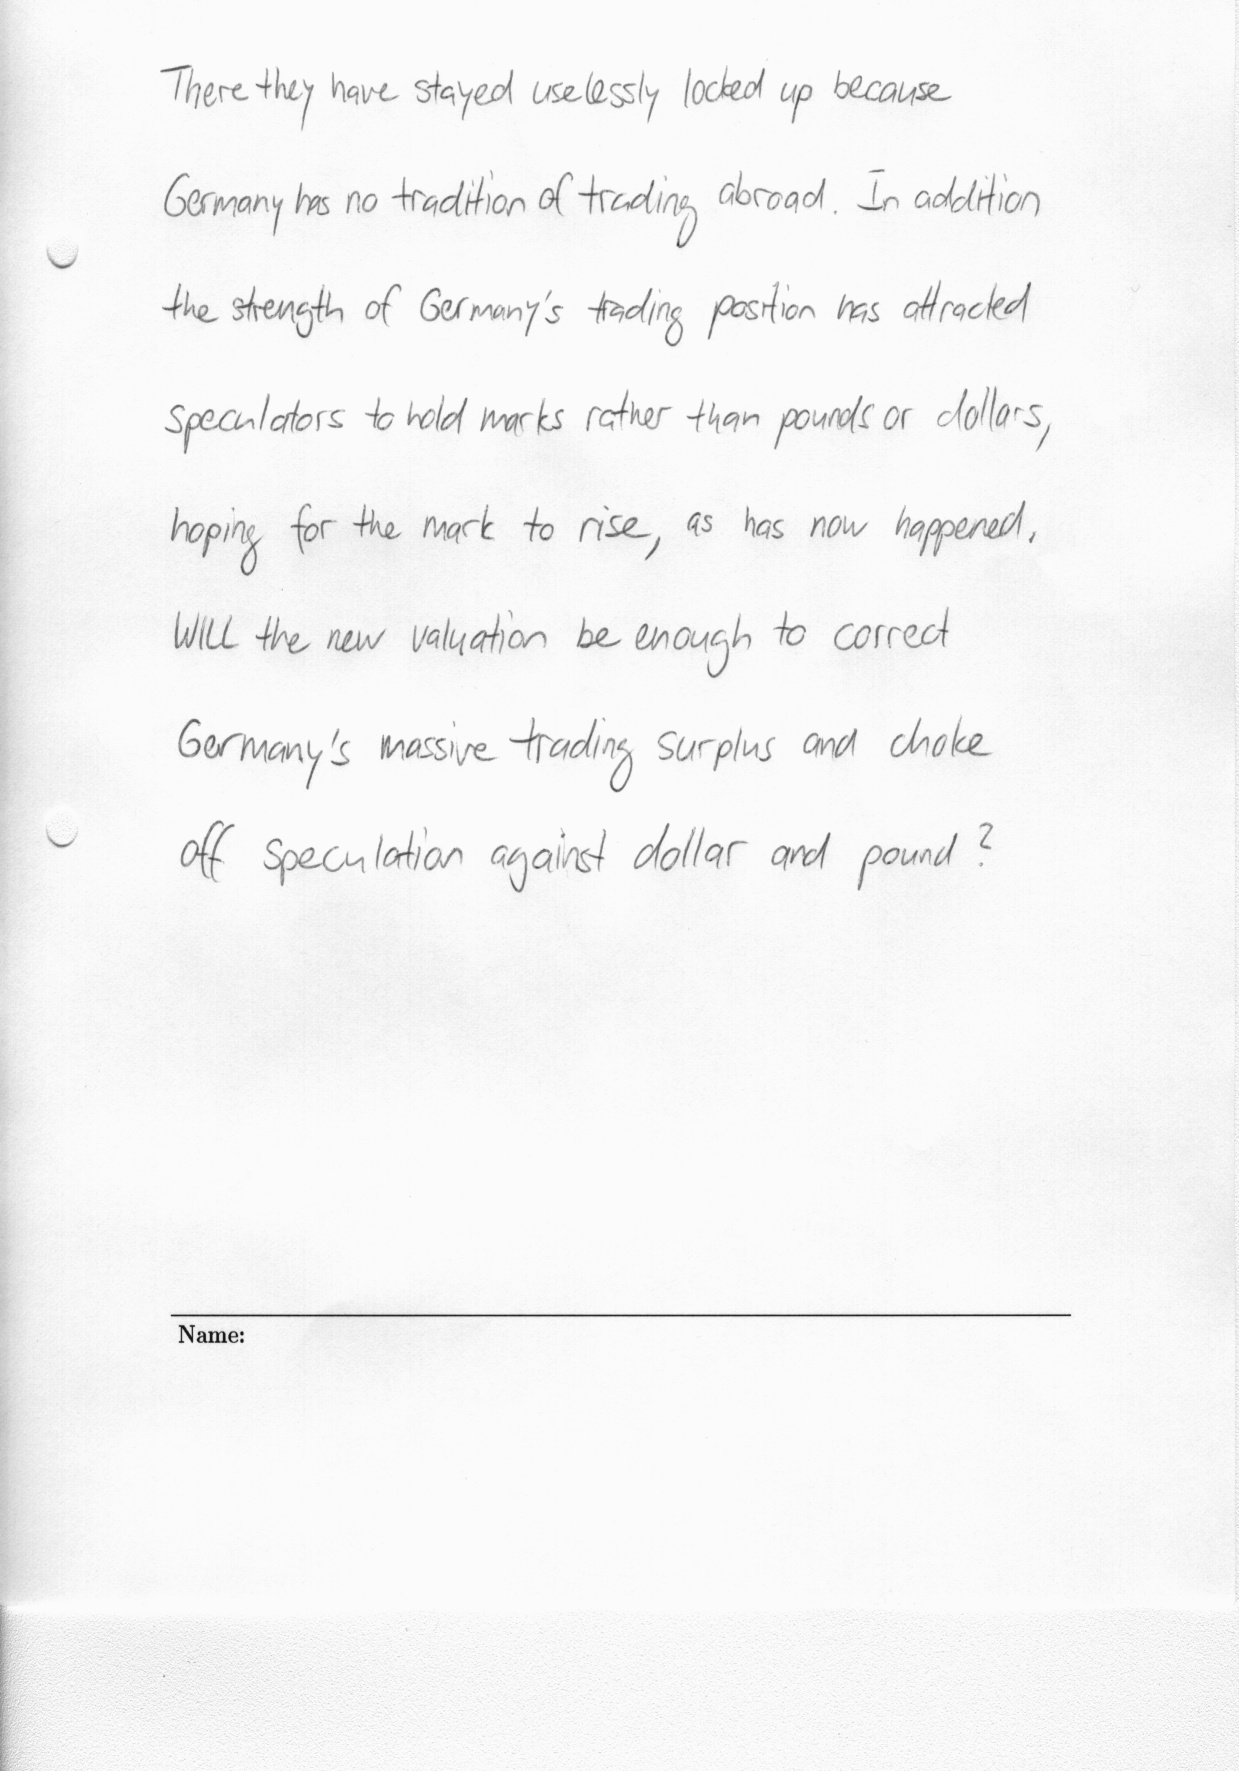 There they have stayed uselessly locked up because
Germany has no tradition of trading abroad. In addition
the strength of Germany's trading position has attracted
speculators to hold marks rather than pounds or dollars,
hoping for the mark to rise, as has now happened.
Will the new valuation be enough to correct
Germany's massive trading surplus and choke
off speculation against dollar and pound?
Name: